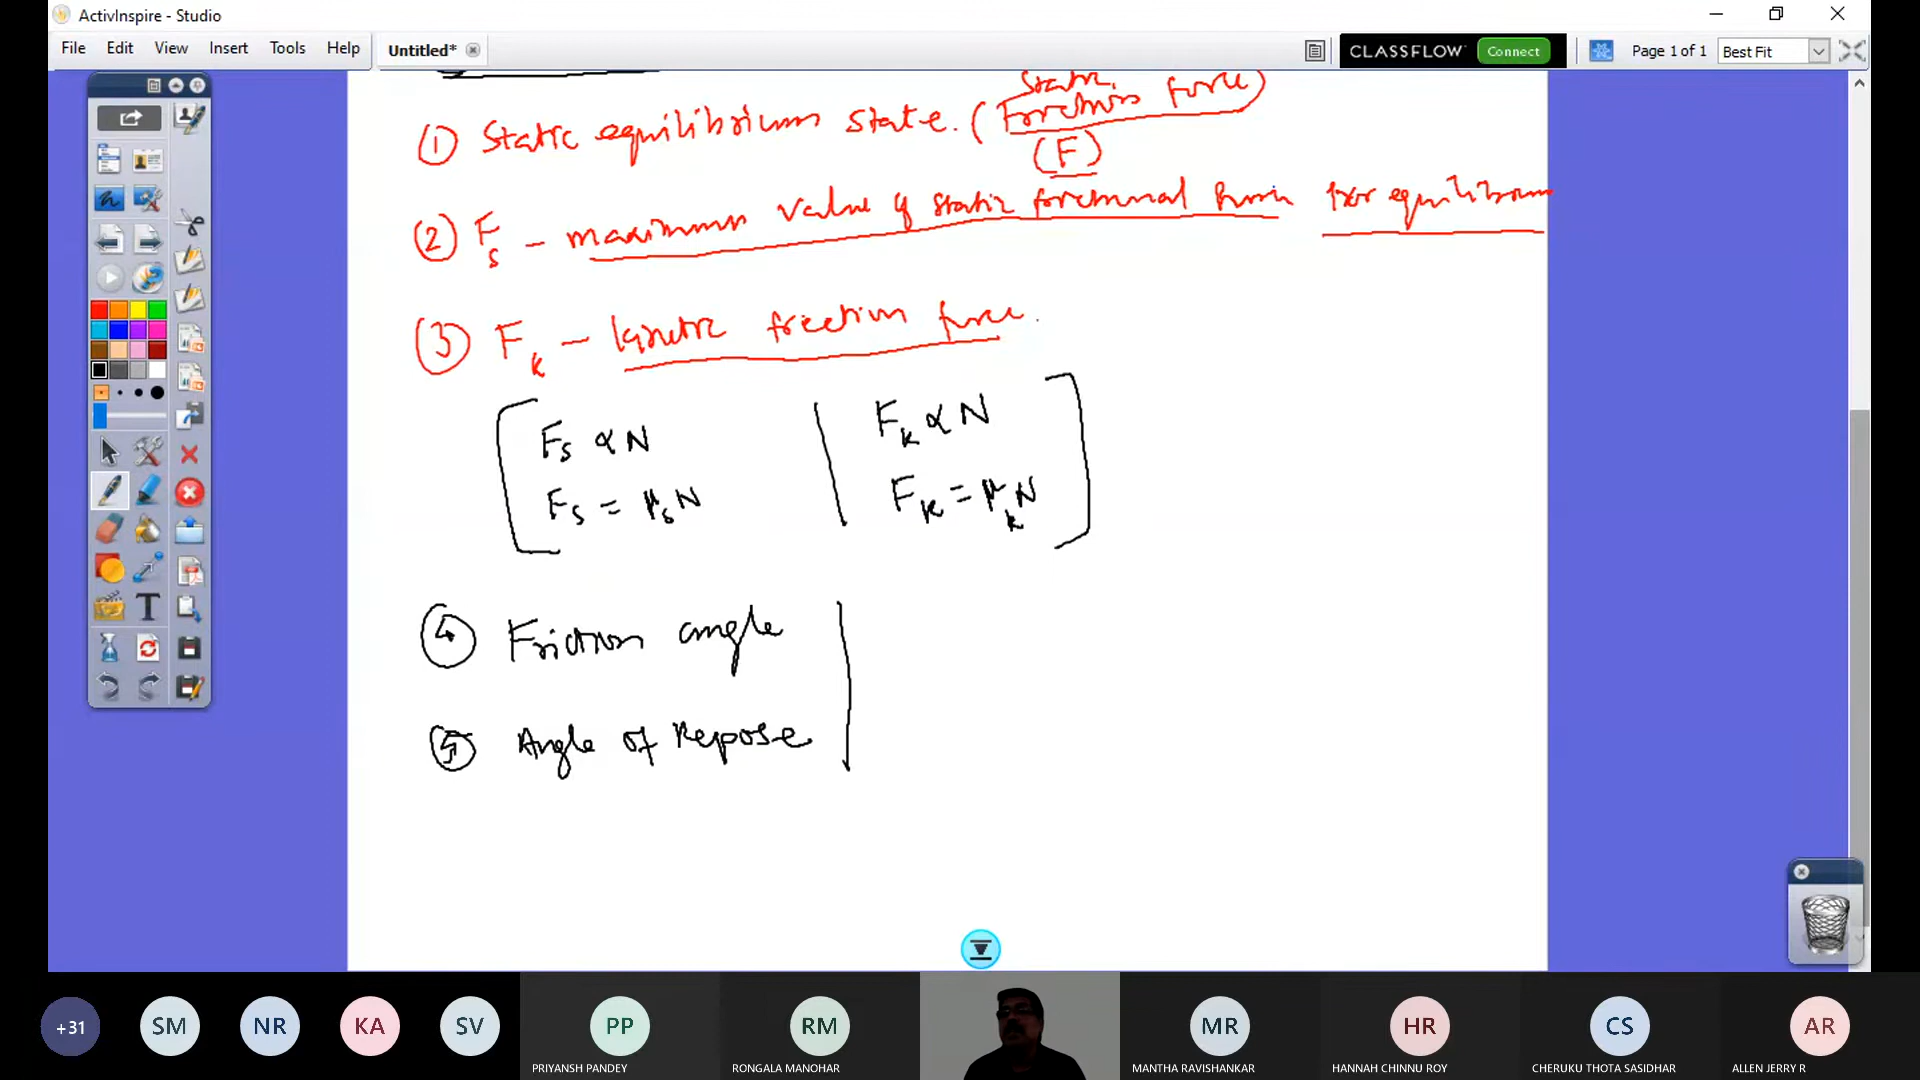 ActivInspire - Studio
File Edit View Insert Tools Help
Untitled*
CLASSFLOW Connect
Page 1 of 1 Best Fit
Static
(1) Static equilibrium state. (Friction force)
(F)
(2) Fs - maximum value of static frictional force for equilibrium
(3) Fk - kinetic friction force.
Fs ∝ N | Fk ∝ N
Fs = μs N | Fk = μk N
(4) Friction angle
(5) Angle of Repose
+31 SM NR KA SV PP RM MR HR CS AR
PRIYANSH PANDEY RONGALA MANOHAR MANTHA RAVISHANKAR HANNAH CHINNU ROY CHERUKU THOTA SASIDHAR ALLEN JERRY R